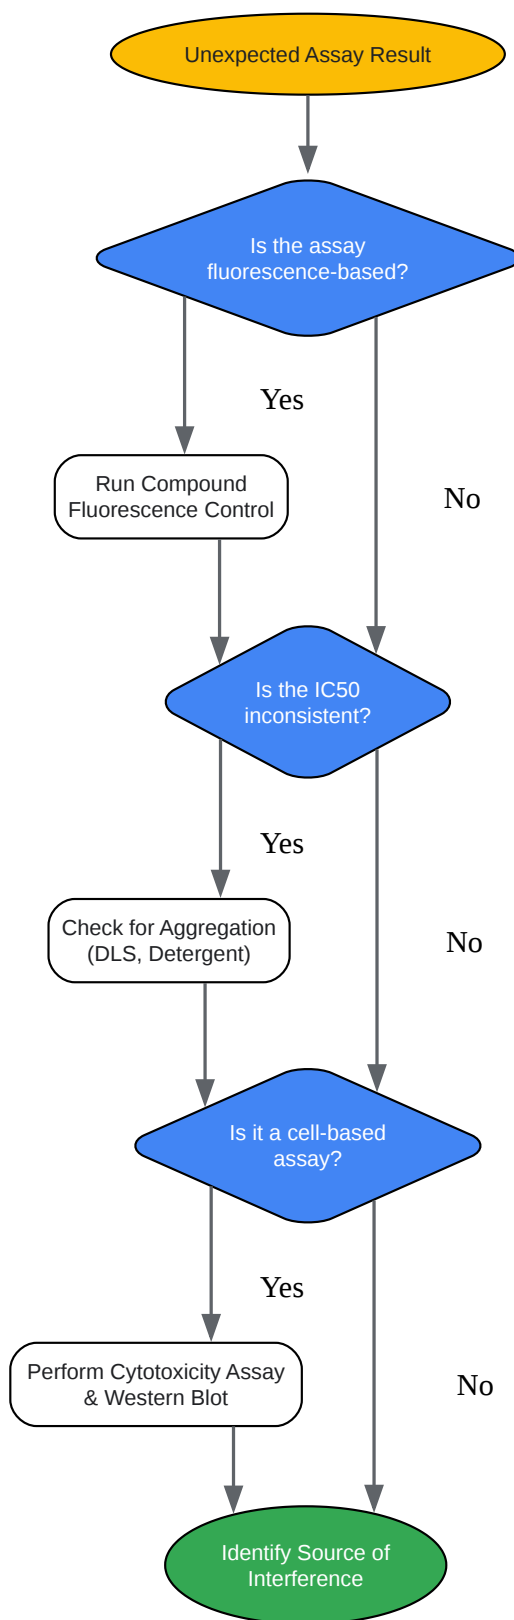 Unexpected Assay Result
Is the assay
fluorescence-based?
Yes
Run Compound
Fluorescence Control
No
Is the IC50
inconsistent?
Yes
Check for Aggregation
(DLS, Detergent)
No
Is it a cell-based
assay?
Yes
Perform Cytotoxicity Assay
& Western Blot
No
Identify Source of
Interference